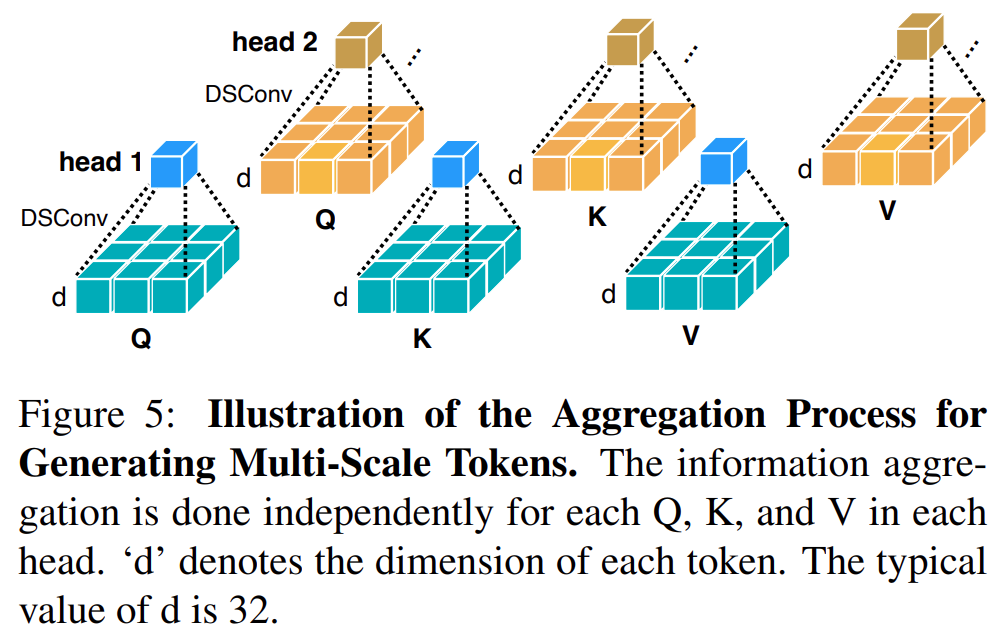 head 2
DSConv
d
Q
d
K
d
V
head 1
DSConv
d
Q
d
K
d
V
Figure 5: Illustration of the Aggregation Process for
Generating Multi-Scale Tokens. The information aggre-
gation is done independently for each Q, K, and V in each
head. ‘d’ denotes the dimension of each token. The typical
value of d is 32.